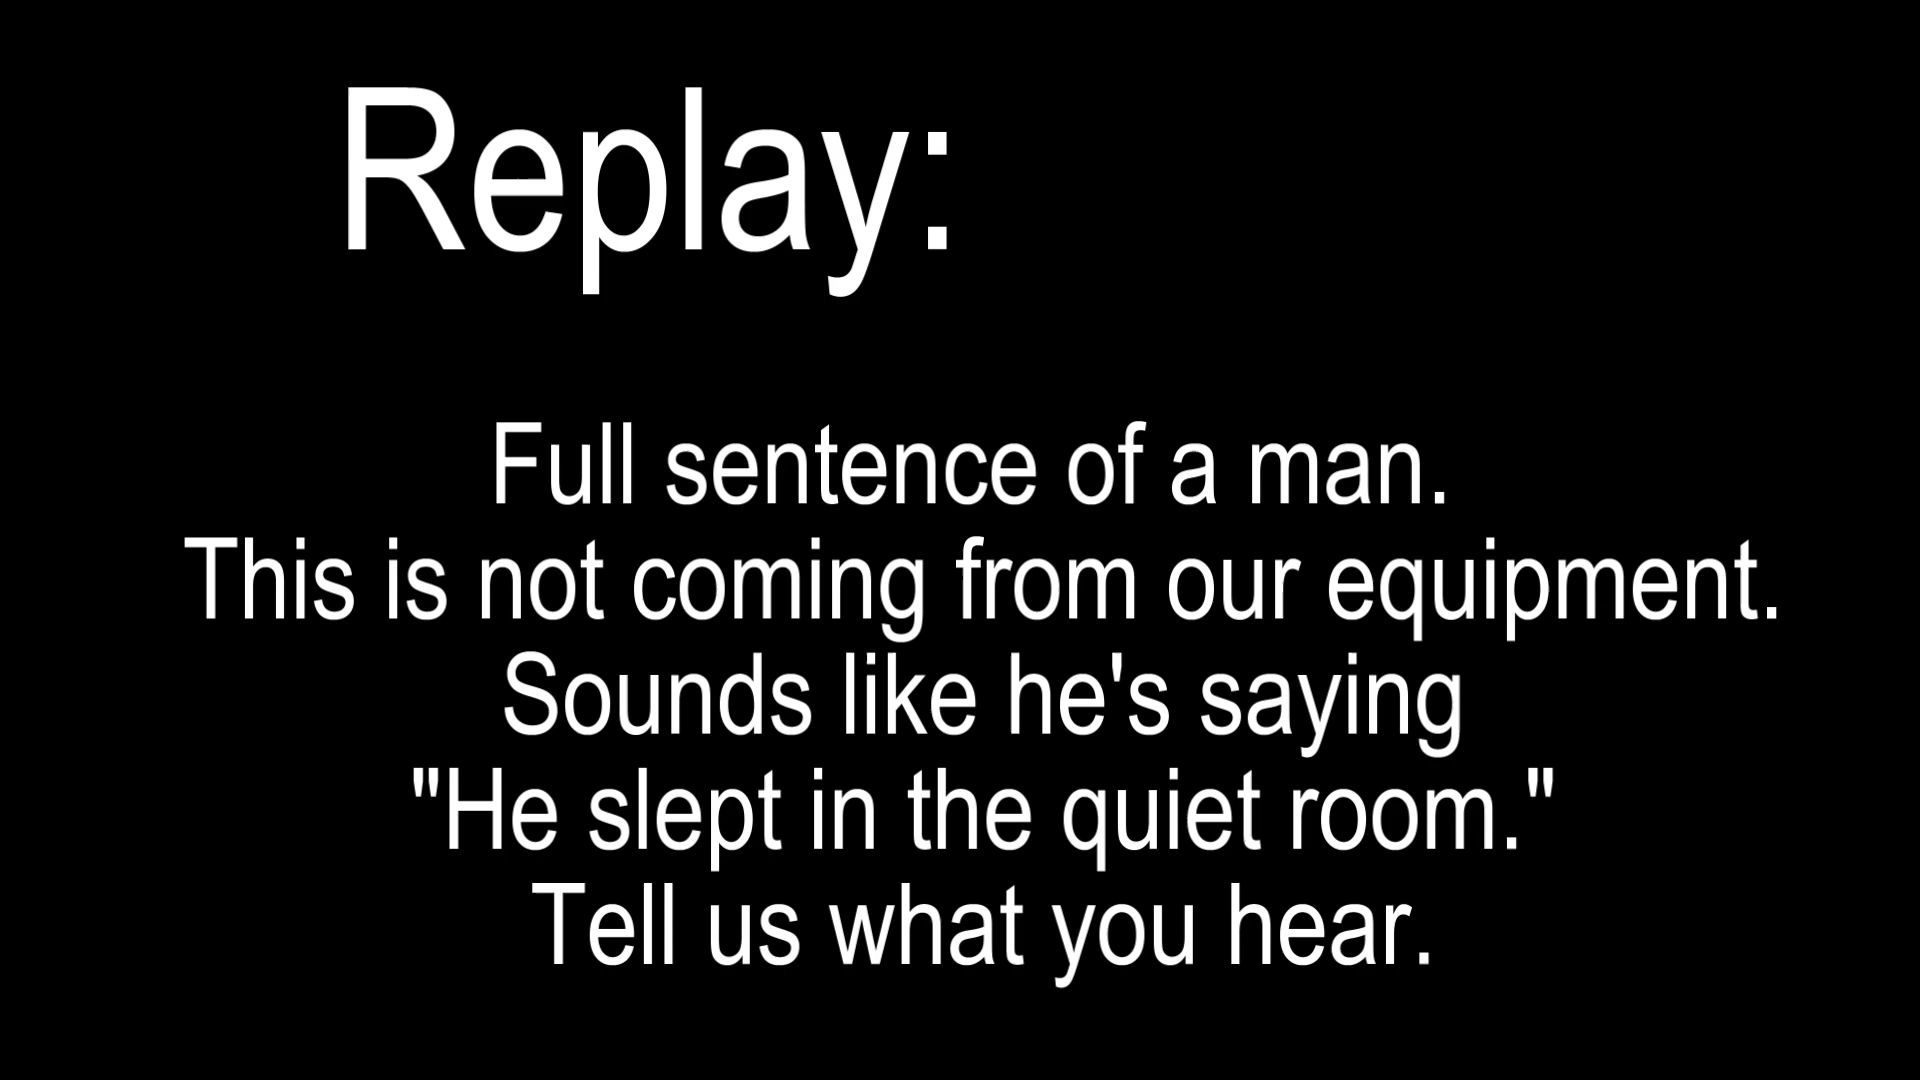 Replay:
Full sentence of a man.
This is not coming from our equipment.
Sounds like he's saying
"He slept in the quiet room."
Tell us what you hear.